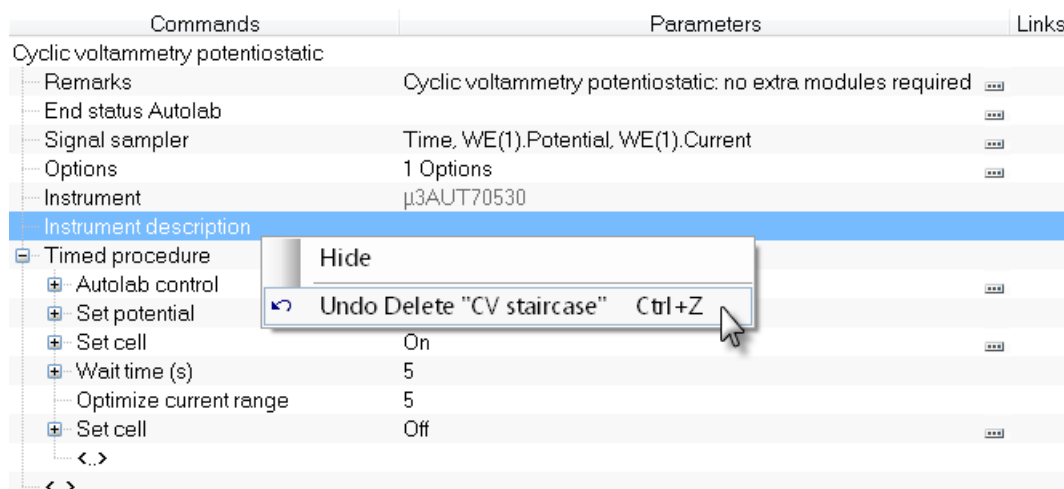 Commands Parameters Links
Cyclic voltammetry potentiostatic
Remarks Cyclic voltammetry potentiostatic: no extra modules required
End status Autolab
Signal sampler Time, WE(1).Potential, WE(1).Current
Options 1 Options
Instrument µ3AUT70530
Instrument description
Timed procedure
Hide
Autolab control
Undo Delete "CV staircase" Ctrl+Z
Set potential
Set cell On
Wait time (s) 5
Optimize current range 5
Set cell Off
<..>